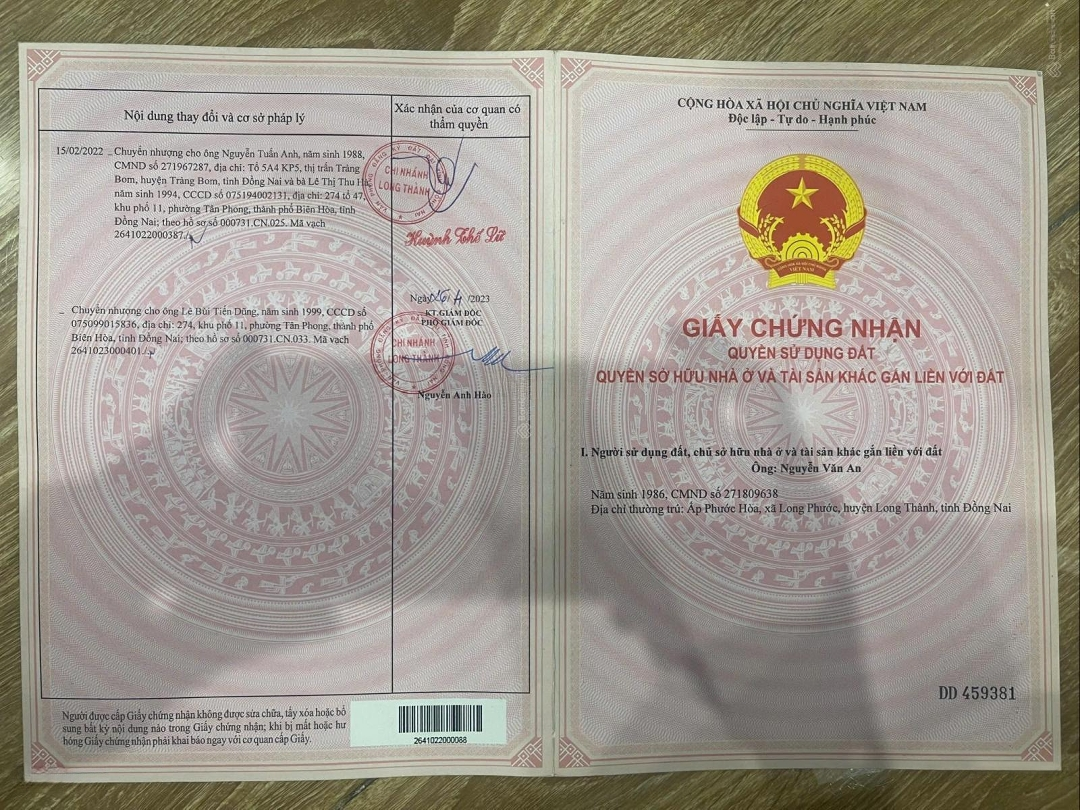 Nội dung thay đổi và cơ sở pháp lý
Xác nhận của cơ quan có
thẩm quyền
15/02/2022 _ Chuyển nhượng cho ông Nguyễn Tuấn Anh, năm sinh 1988,
CMND số 271967287, địa chỉ: Tổ 5A4 KP5, thị trấn Trảng
Bom, huyện Trảng Bom, tỉnh Đồng Nai và bà Lê Thị Thu
năm sinh 1994, CCCD số 075194002131, địa chỉ: 274 tổ 47,
khu phố 11, phường Tân Phong, thành phố Biên Hòa, tỉnh
Đồng Nai; theo hồ sơ số 000731.CN.025. Mã vạch
2641022000387./.
CHI NHÁNH
LONG THÀNH
_ Chuyển nhượng cho ông Lê Bùi Tiến Dũng, năm sinh 1999, CCCD số
075099015836, địa chỉ: 274, khu phố 11, phường Tân Phong, thành phố
Biên Hòa, tỉnh Đồng Nai; theo hồ sơ số 000731.CN.033. Mã vạch
2641023000401./.
Ngày 26/4/2023
KT.GIÁM ĐỐC
PHÓ GIÁM ĐỐC
CHI NHÁNH
LONG THÀNH
Nguyễn Anh Hào
Người được cấp Giấy chứng nhận không được sửa chữa, tẩy xóa hoặc bổ
sung bất kỳ nội dung nào trong Giấy chứng nhận; khi bị mất hoặc hư
hỏng Giấy chứng nhận phải khai báo ngay với cơ quan cấp Giấy.
2641022000088
CỘNG HÒA XÃ HỘI CHỦ NGHĨA VIỆT NAM
Độc lập - Tự do - Hạnh phúc
VIỆT NAM
GIẤY CHỨNG NHẬN
QUYỀN SỬ DỤNG ĐẤT
QUYỀN SỞ HỮU NHÀ Ở VÀ TÀI SẢN KHÁC GẮN LIỀN VỚI ĐẤT
I. Người sử dụng đất, chủ sở hữu nhà ở và tài sản khác gắn liền với đất
Ông: Nguyễn Văn An
Năm sinh 1986, CMND số 271809638
Địa chỉ thường trú: Ấp Phước Hòa, xã Long Phước, huyện Long Thành, tỉnh Đồng Nai
DD 459381